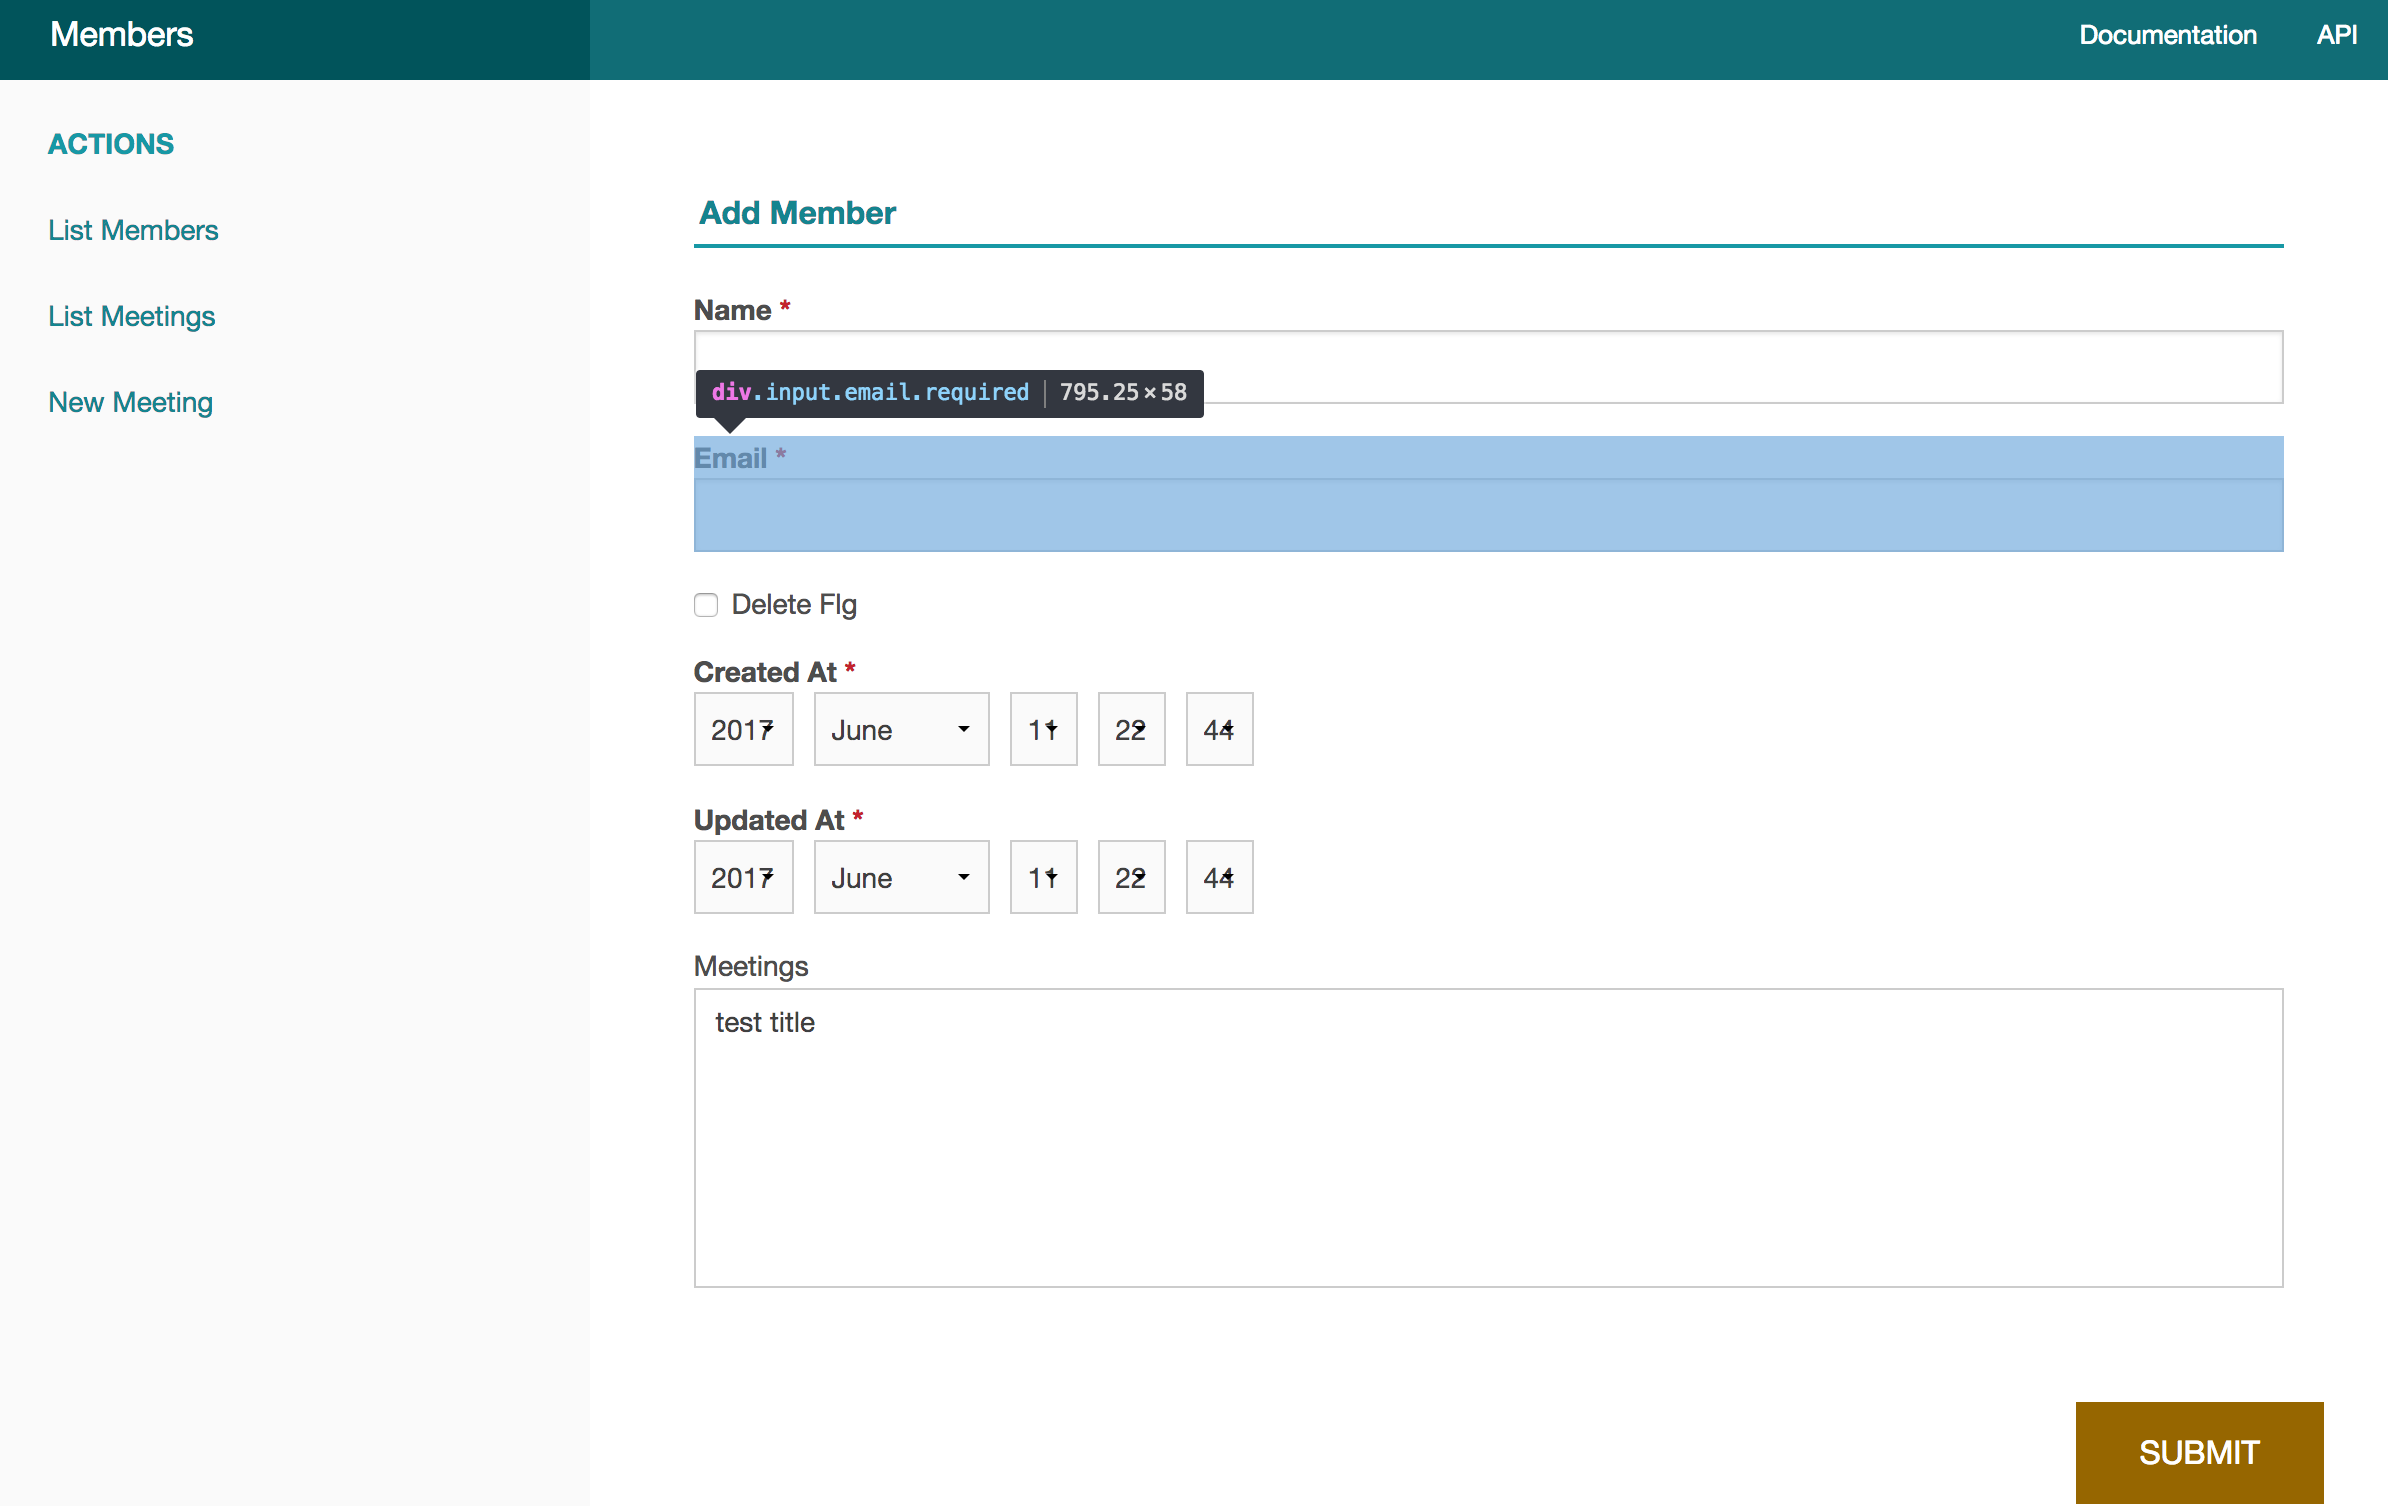 Members
Documentation API
ACTIONS
List Members
List Meetings
New Meeting
Add Member
Name *
div.input.email.required 795.25×58
Email *
Delete Flg
Created At *
2017 June 11 22 44
Updated At *
2017 June 11 22 44
Meetings
test title
SUBMIT